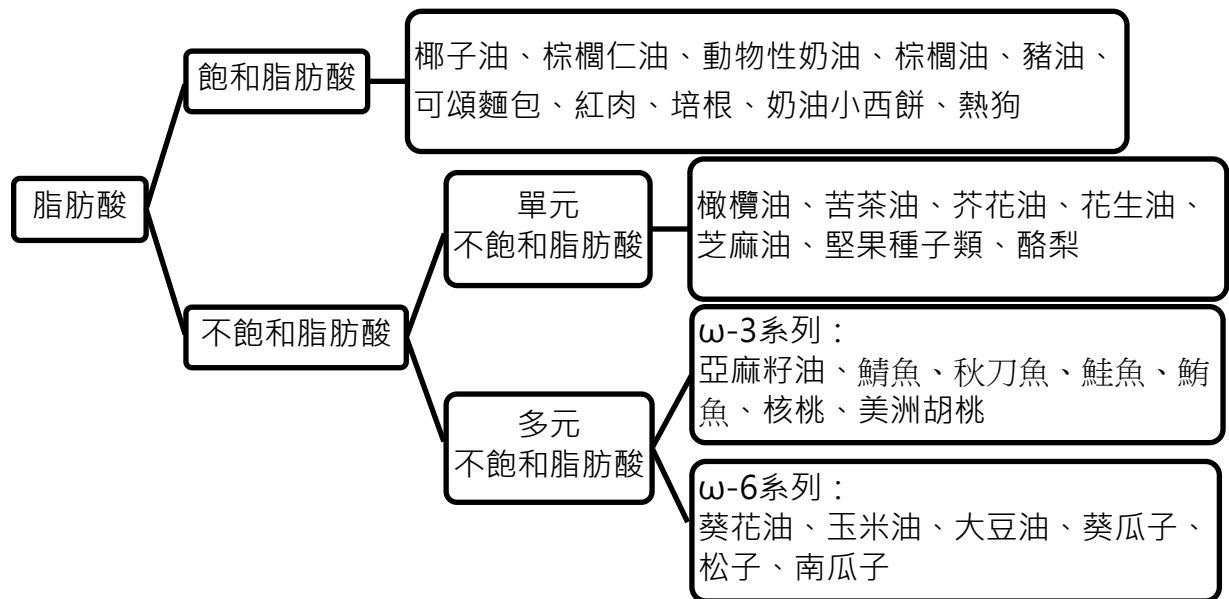 脂肪酸
飽和脂肪酸
椰子油、棕櫚仁油、動物性奶油、棕櫚油、豬油、
可頌麵包、紅肉、培根、奶油小西餅、熱狗
不飽和脂肪酸
單元
不飽和脂肪酸
橄欖油、苦茶油、芥花油、花生油、
芝麻油、堅果種子類、酪梨
多元
不飽和脂肪酸
ω-3系列：
亞麻籽油、鯖魚、秋刀魚、鮭魚、鮪
魚、核桃、美洲胡桃
ω-6系列：
葵花油、玉米油、大豆油、葵瓜子、
松子、南瓜子